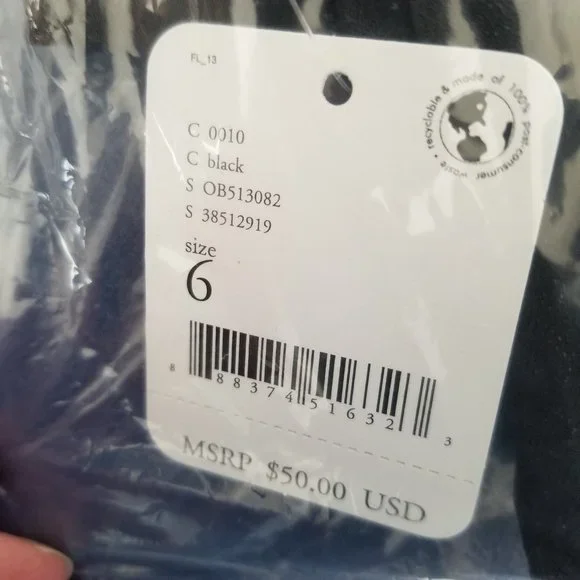 FL_13
recyclable & made of 100% post-consumer waste •
C 0010
C black
S OB513082
S 38512919
size
6
8 88374 51632 3
MSRP $50.00 USD